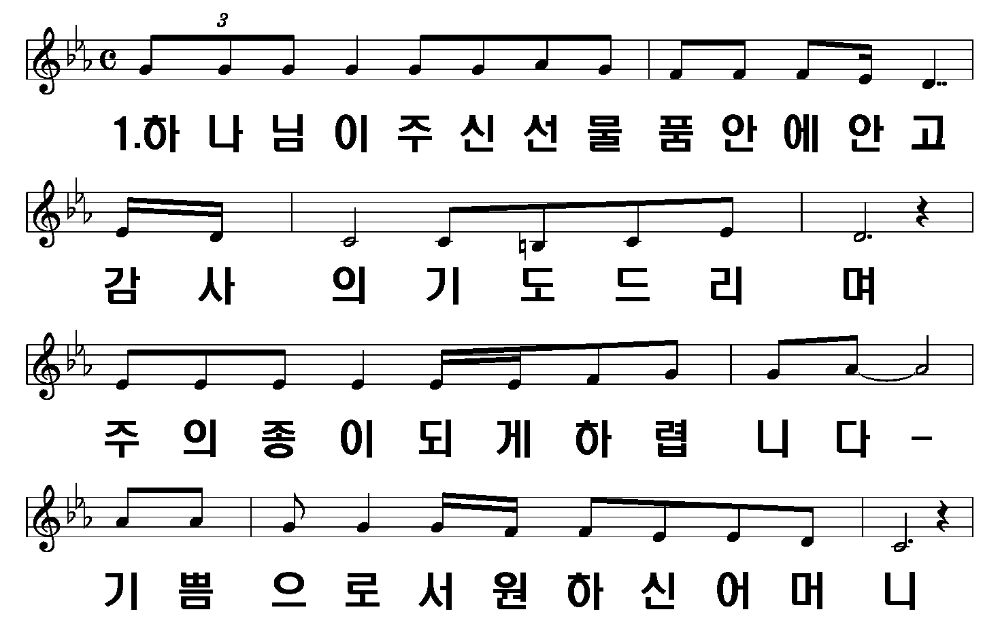 3
1.하 나 님 이 주 신 선 물 품 안 에 안 고
감 사 의 기 도 드 리 며
주 의 종 이 되 게 하 렵 니 다 -
기 쁨 으 로 서 원 하 신 어 머 니